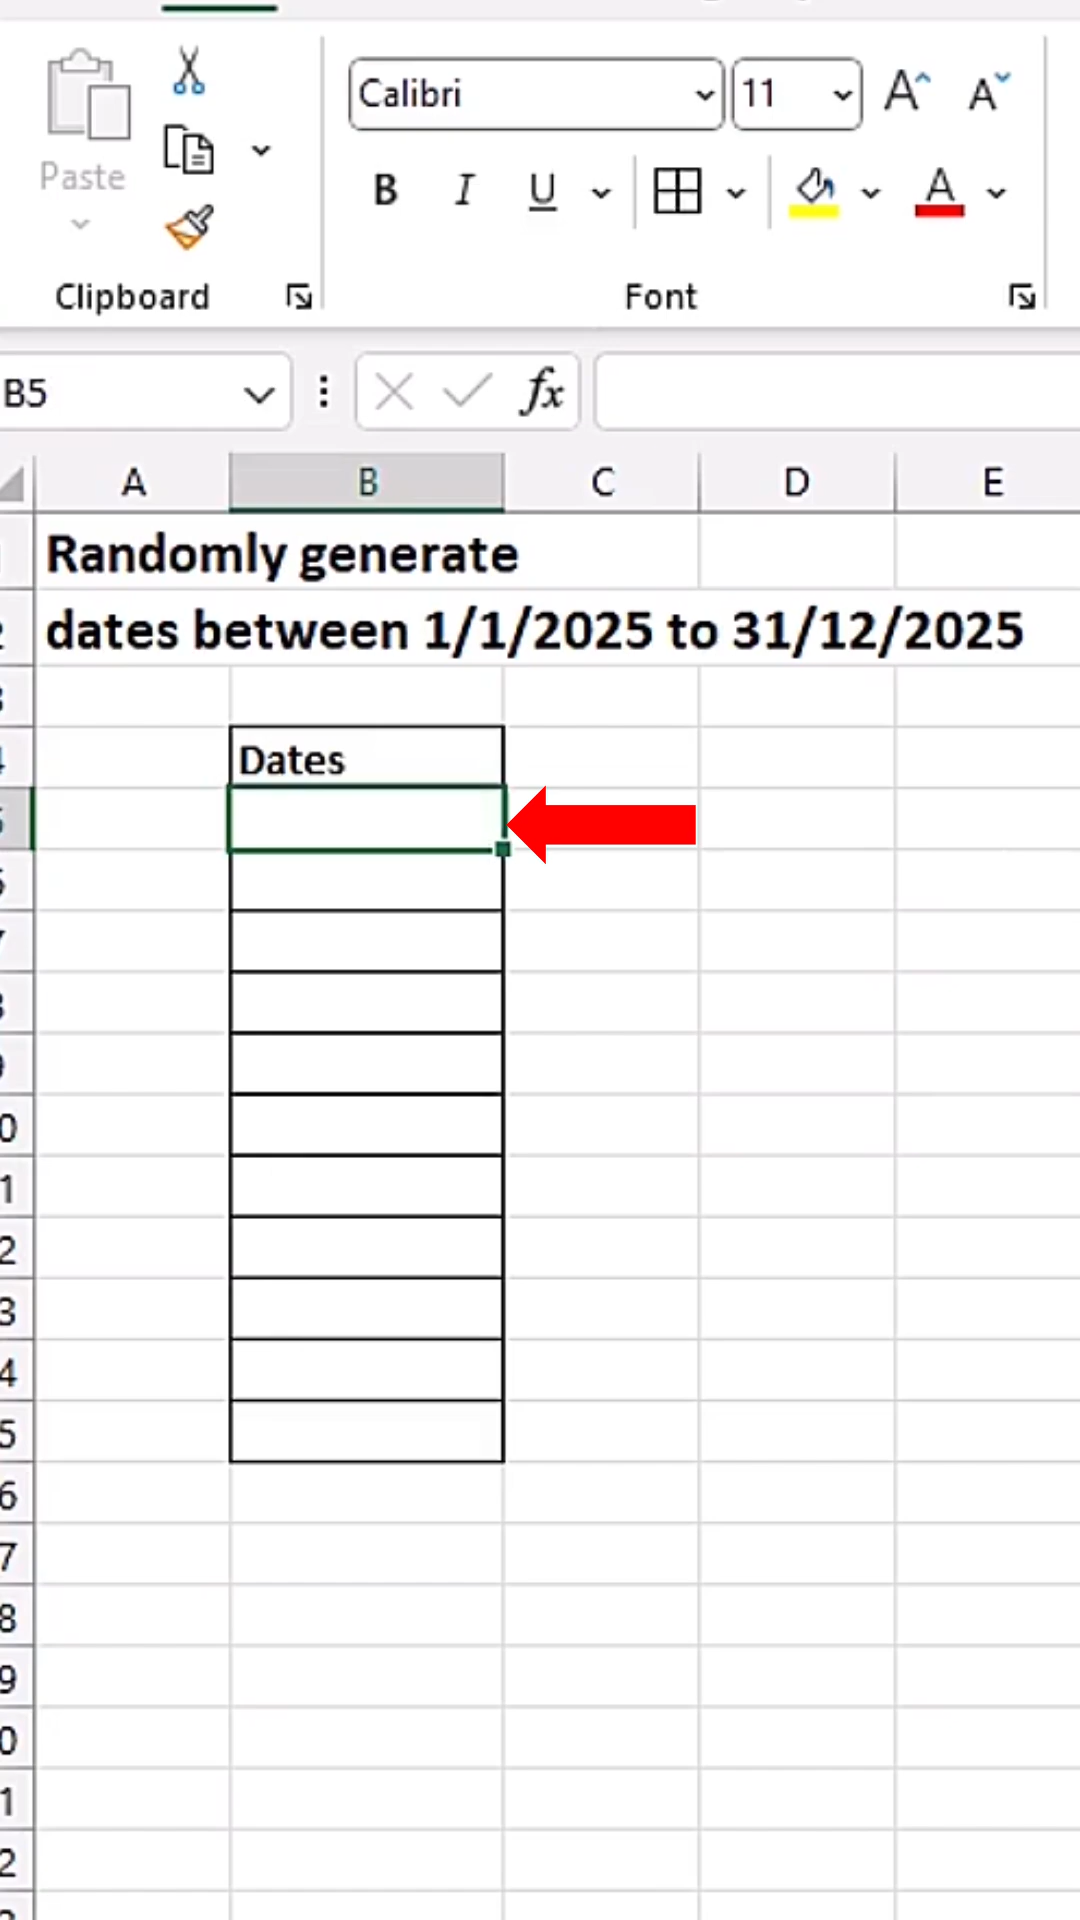 Calibri
11
Paste
B I U
A
Clipboard
Font
B5
fx
A B C D E
Randomly generate
dates between 1/1/2025 to 31/12/2025
Dates